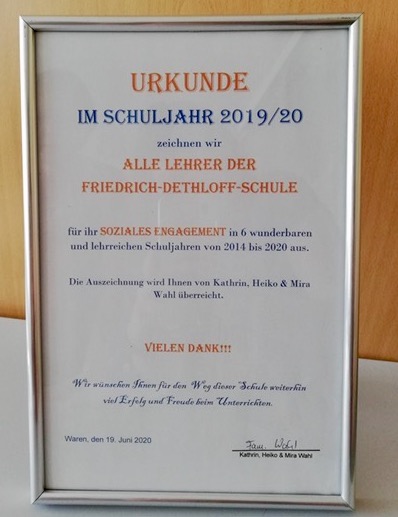 URKUNDE
IM SCHULJAHR 2019/20
zeichnen wir
ALLE LEHRER DER
FRIEDRICH-DETHLOFF-SCHULE
für ihr SOZIALES ENGAGEMENT in 6 wunderbaren
und lehrreichen Schuljahren von 2014 bis 2020 aus.
Die Auszeichnung wird Ihnen von Kathrin, Heiko & Mira
Wahl überreicht.
VIELEN DANK!!!
Wir wünschen Ihnen für den Weg dieser Schule weiterhin
viel Erfolg und Freude beim Unterrichten.
Waren, den 19. Juni 2020
Fam. Wahl
Kathrin, Heiko & Mira Wahl